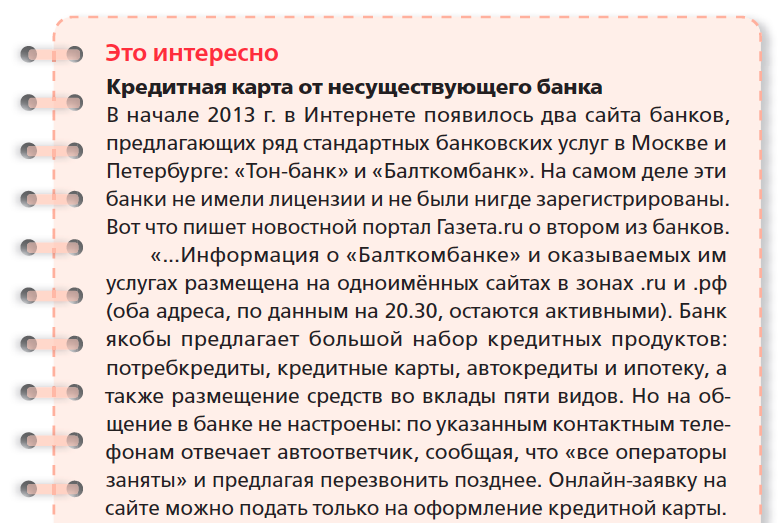 Это интересно
Кредитная карта от несуществующего банка
В начале 2013 г. в Интернете появилось два сайта банков,
предлагающих ряд стандартных банковских услуг в Москве и
Петербурге: «Тон-банк» и «Балткомбанк». На самом деле эти
банки не имели лицензии и не были нигде зарегистрированы.
Вот что пишет новостной портал Газета.ru о втором из банков.
«...Информация о «Балткомбанке» и оказываемых им
услугах размещена на одноимённых сайтах в зонах .ru и .рф
(оба адреса, по данным на 20.30, остаются активными). Банк
якобы предлагает большой набор кредитных продуктов:
потребкредиты, кредитные карты, автокредиты и ипотеку, а
также размещение средств во вклады пяти видов. Но на об-
щение в банке не настроены: по указанным контактным теле-
фонам отвечает автоответчик, сообщая, что «все операторы
заняты» и предлагая перезвонить позднее. Онлайн-заявку на
сайте можно подать только на оформление кредитной карты.